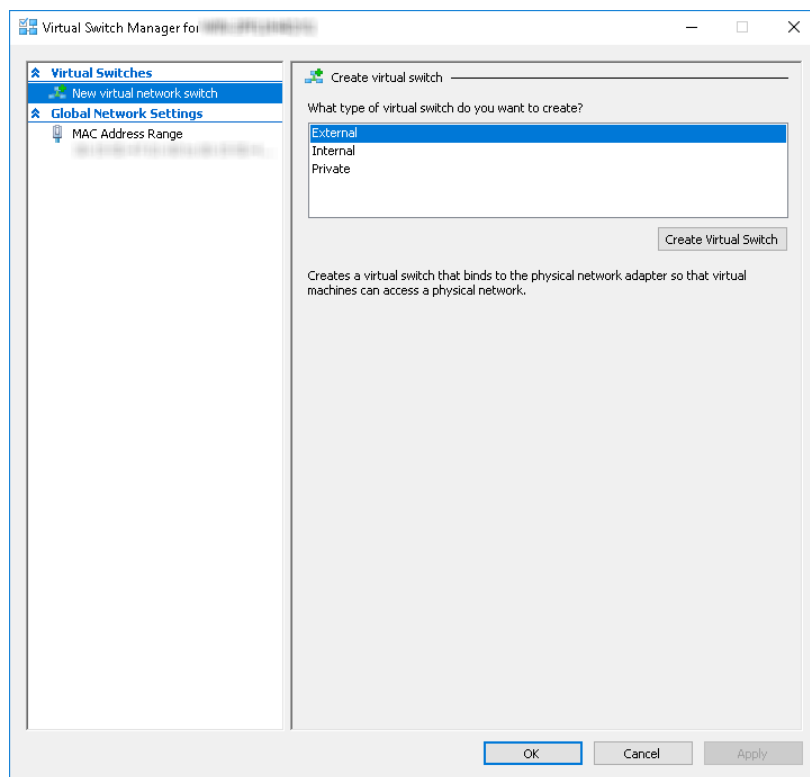 Virtual Switch Manager for
Virtual Switches
New virtual network switch
Global Network Settings
MAC Address Range
Create virtual switch
What type of virtual switch do you want to create?
External
Internal
Private
Create Virtual Switch
Creates a virtual switch that binds to the physical network adapter so that virtual
machines can access a physical network.
OK
Cancel
Apply